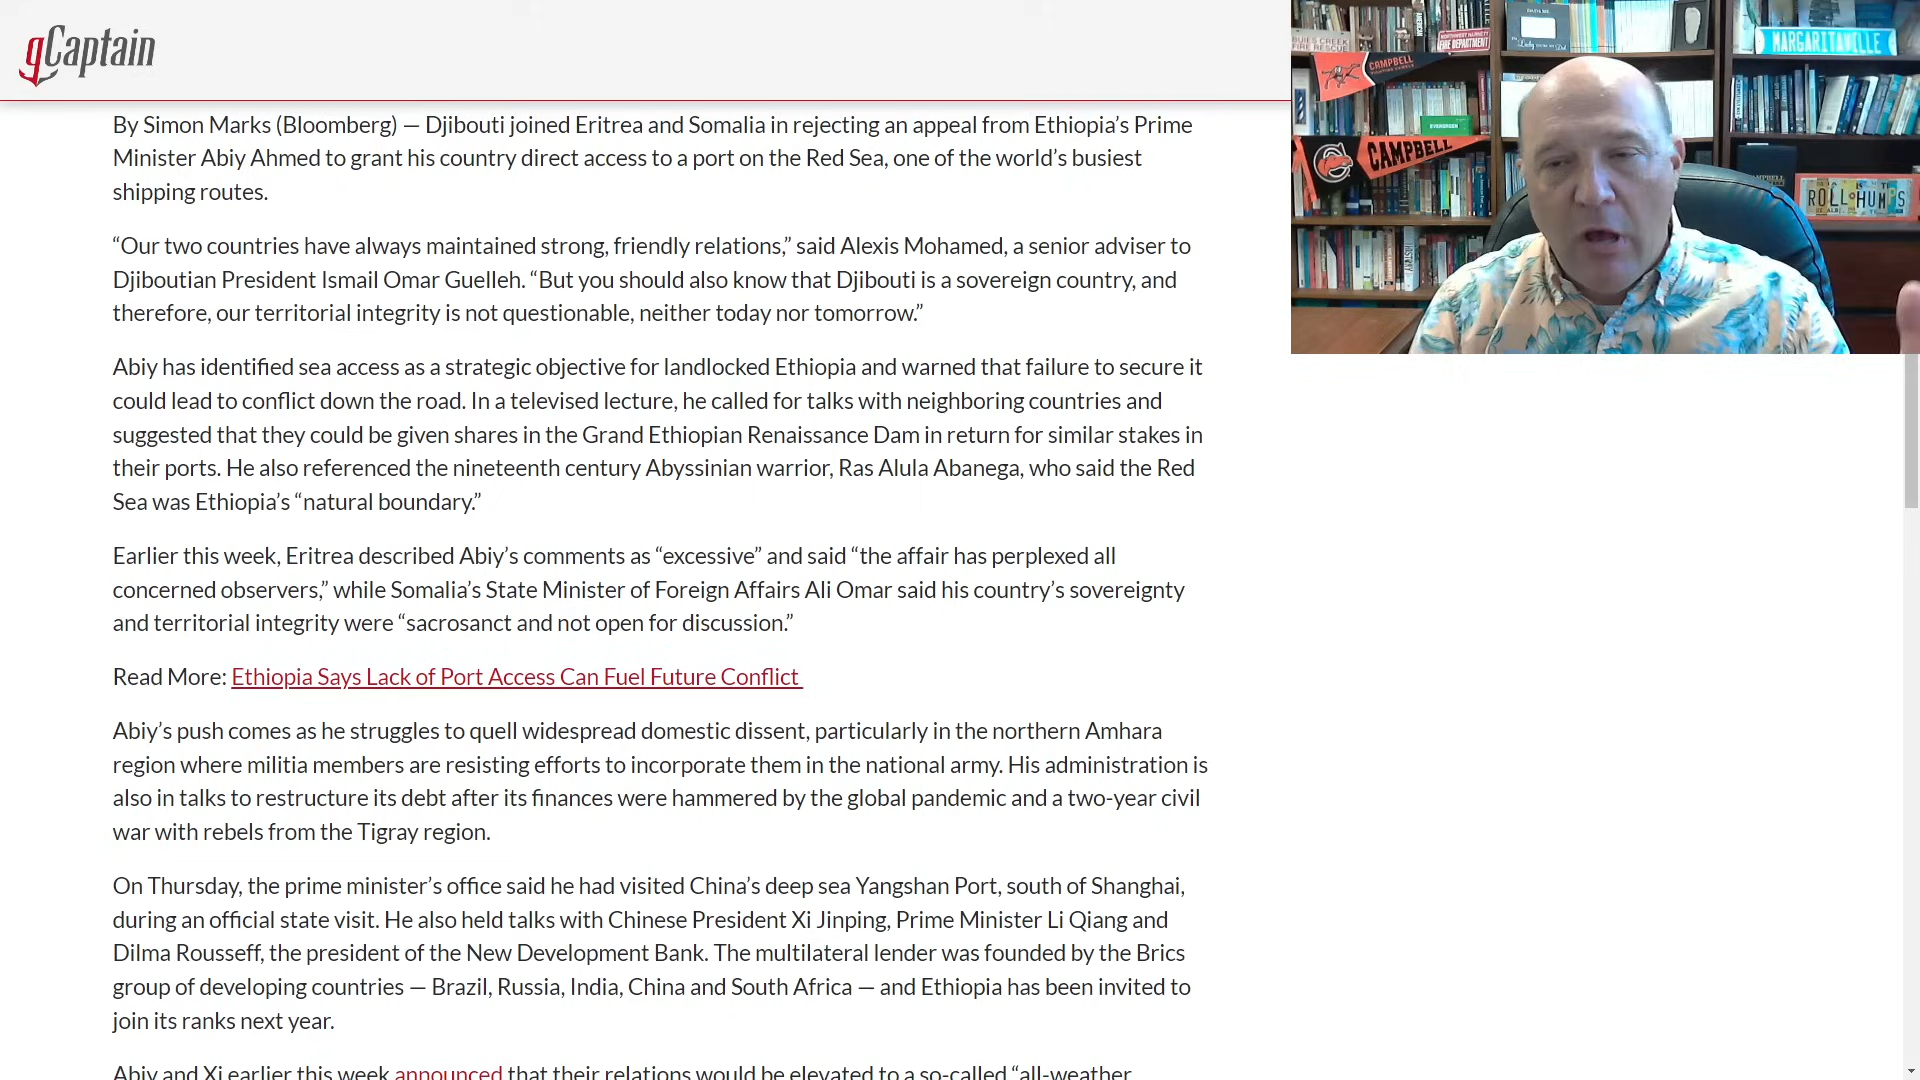 gCaptain
By Simon Marks (Bloomberg) — Djibouti joined Eritrea and Somalia in rejecting an appeal from Ethiopia’s Prime
Minister Abiy Ahmed to grant his country direct access to a port on the Red Sea, one of the world’s busiest
shipping routes.
“Our two countries have always maintained strong, friendly relations,” said Alexis Mohamed, a senior adviser to
Djiboutian President Ismail Omar Guelleh. “But you should also know that Djibouti is a sovereign country, and
therefore, our territorial integrity is not questionable, neither today nor tomorrow.”
Abiy has identified sea access as a strategic objective for landlocked Ethiopia and warned that failure to secure it
could lead to conflict down the road. In a televised lecture, he called for talks with neighboring countries and
suggested that they could be given shares in the Grand Ethiopian Renaissance Dam in return for similar stakes in
their ports. He also referenced the nineteenth century Abyssinian warrior, Ras Alula Abanega, who said the Red
Sea was Ethiopia’s “natural boundary.”
Earlier this week, Eritrea described Abiy’s comments as “excessive” and said “the affair has perplexed all
concerned observers,” while Somalia’s State Minister of Foreign Affairs Ali Omar said his country’s sovereignty
and territorial integrity were “sacrosanct and not open for discussion.”
Read More: Ethiopia Says Lack of Port Access Can Fuel Future Conflict
Abiy’s push comes as he struggles to quell widespread domestic dissent, particularly in the northern Amhara
region where militia members are resisting efforts to incorporate them in the national army. His administration is
also in talks to restructure its debt after its finances were hammered by the global pandemic and a two-year civil
war with rebels from the Tigray region.
On Thursday, the prime minister’s office said he had visited China’s deep sea Yangshan Port, south of Shanghai,
during an official state visit. He also held talks with Chinese President Xi Jinping, Prime Minister Li Qiang and
Dilma Rousseff, the president of the New Development Bank. The multilateral lender was founded by the Brics
group of developing countries — Brazil, Russia, India, China and South Africa — and Ethiopia has been invited to
join its ranks next year.
Abiy and Xi earlier this week announced that their relations would be elevated to a so-called “all-weather
BUIES CREEK
FIRE RESCUE
FIRE DEPARTMENT
MARGARITAVILLE
CAMPBELL
EVERGREEN
CAMPBELL
ROLL HUMPS